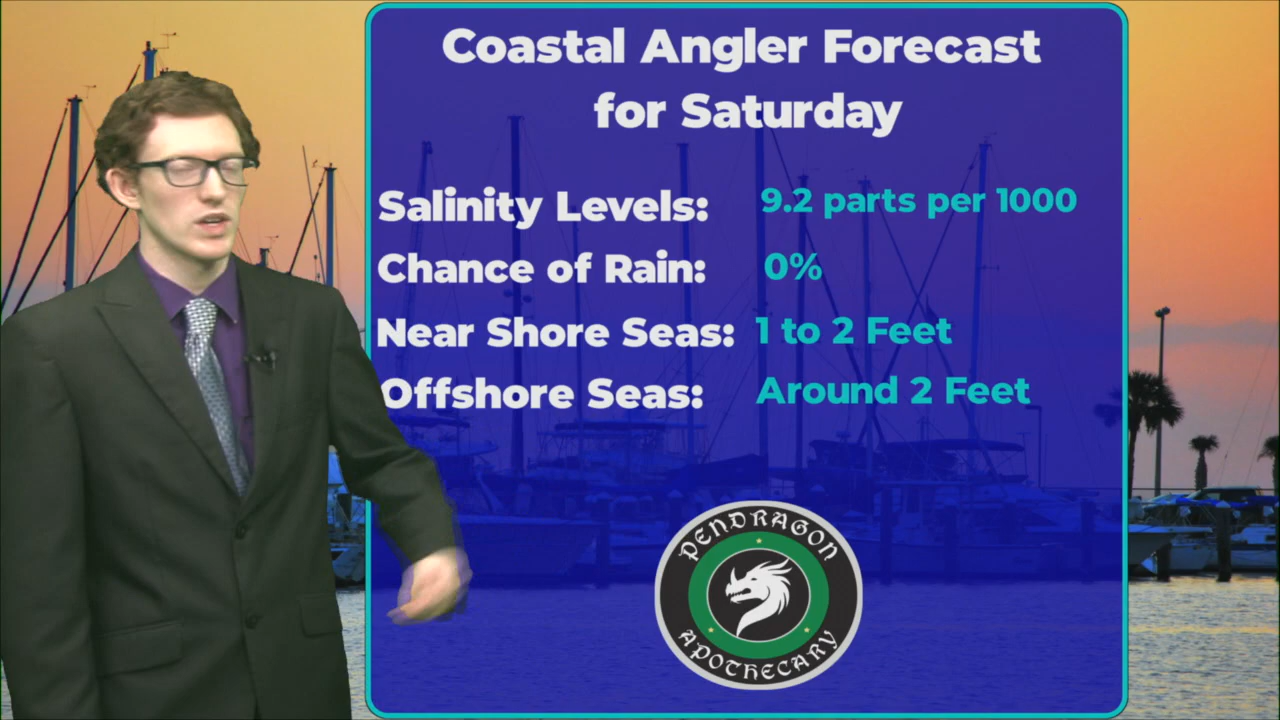 Coastal Angler Forecast
for Saturday
Salinity Levels: 9.2 parts per 1000
Chance of Rain: 0%
Near Shore Seas: 1 to 2 Feet
Offshore Seas: Around 2 Feet
PENDRAGON
APOTHECARY